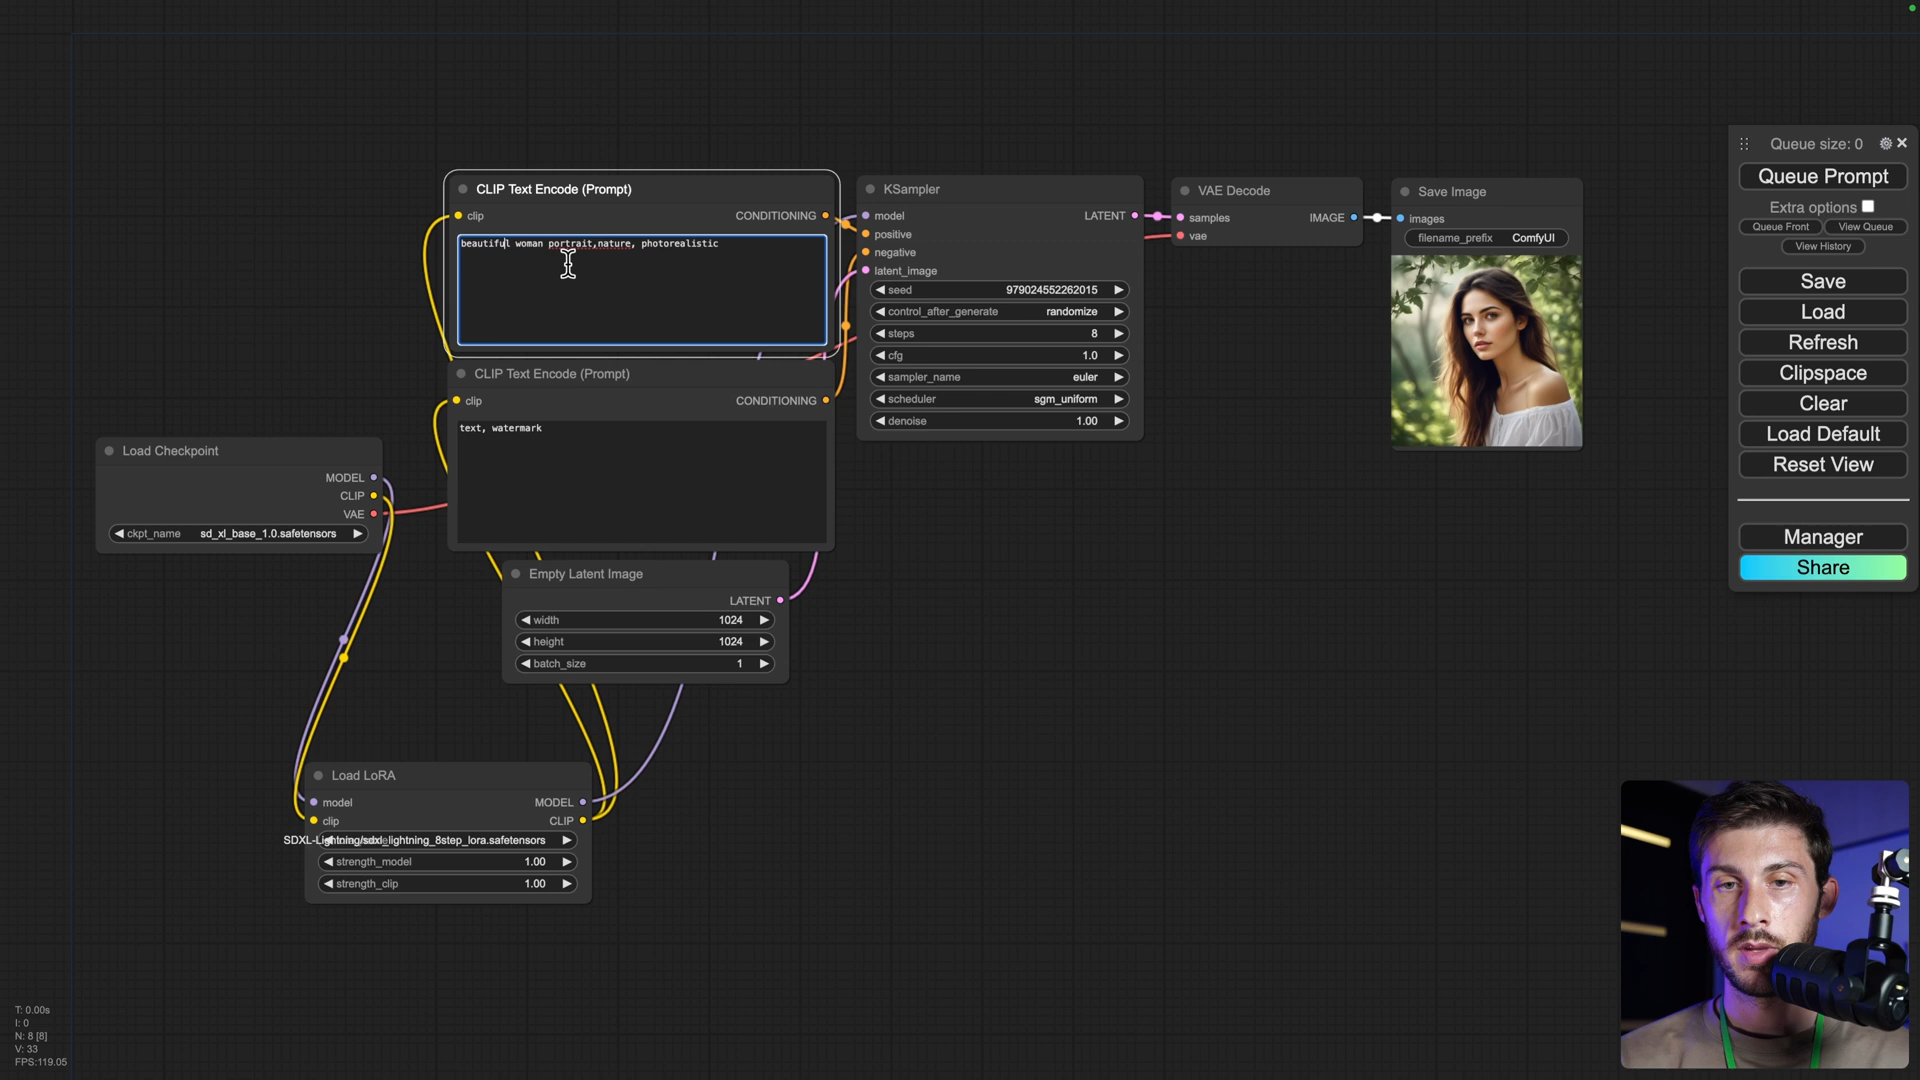 CLIP Text Encode (Prompt)
clip CONDITIONING
beautiful woman portrait,nature, photorealistic
CLIP Text Encode (Prompt)
clip CONDITIONING
text, watermark
Load Checkpoint
MODEL
CLIP
VAE
ckpt_name sd_xl_base_1.0.safetensors
Empty Latent Image
LATENT
width 1024
height 1024
batch_size 1
Load LoRA
model MODEL
clip CLIP
SDXL-Lightning/sdxl_lightning_8step_lora.safetensors
strength_model 1.00
strength_clip 1.00
KSampler
model LATENT
positive
negative
latent_image
seed 979024552262015
control_after_generate randomize
steps 8
cfg 1.0
sampler_name euler
scheduler sgm_uniform
denoise 1.00
VAE Decode
samples IMAGE
vae
Save Image
images
filename_prefix ComfyUI
Queue size: 0
Queue Prompt
Extra options
Queue Front View Queue
View History
Save
Load
Refresh
Clipspace
Clear
Load Default
Reset View
Manager
Share
T: 0.00s
I: 0
N: 8 [8]
V: 33
FPS:119.05